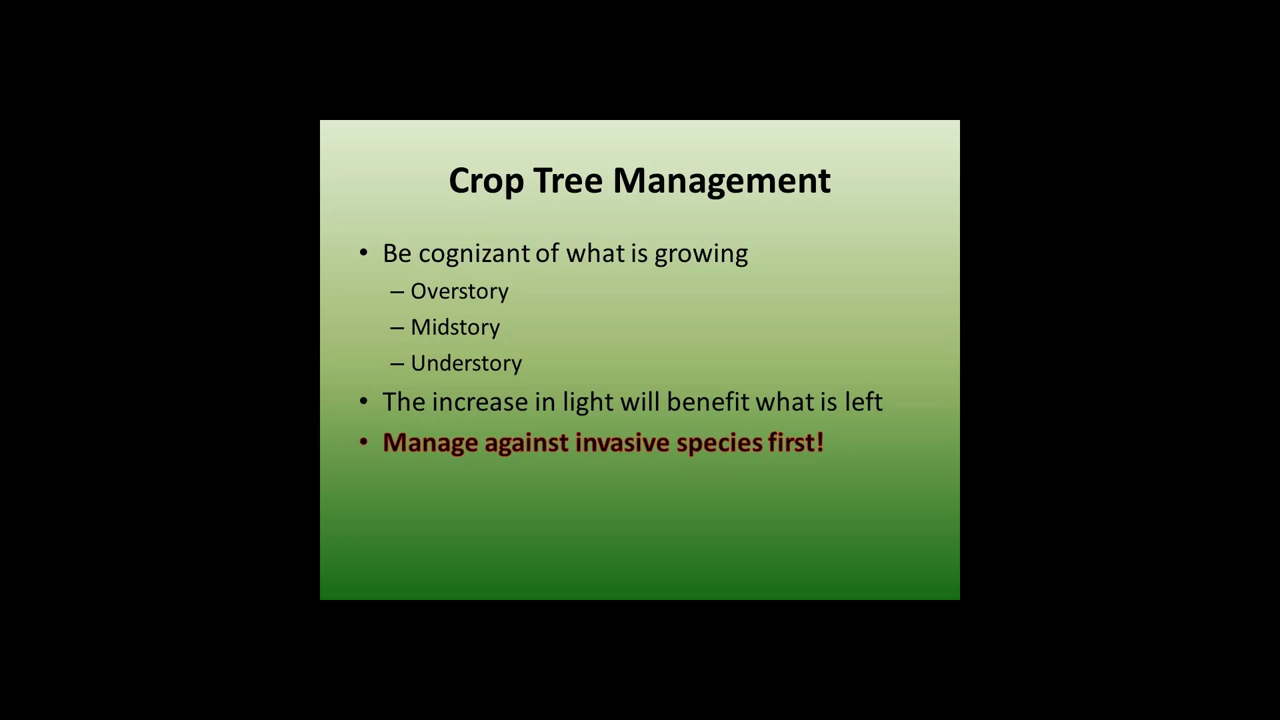 Crop Tree Management
• Be cognizant of what is growing
– Overstory
– Midstory
– Understory
• The increase in light will benefit what is left
• Manage against invasive species first!